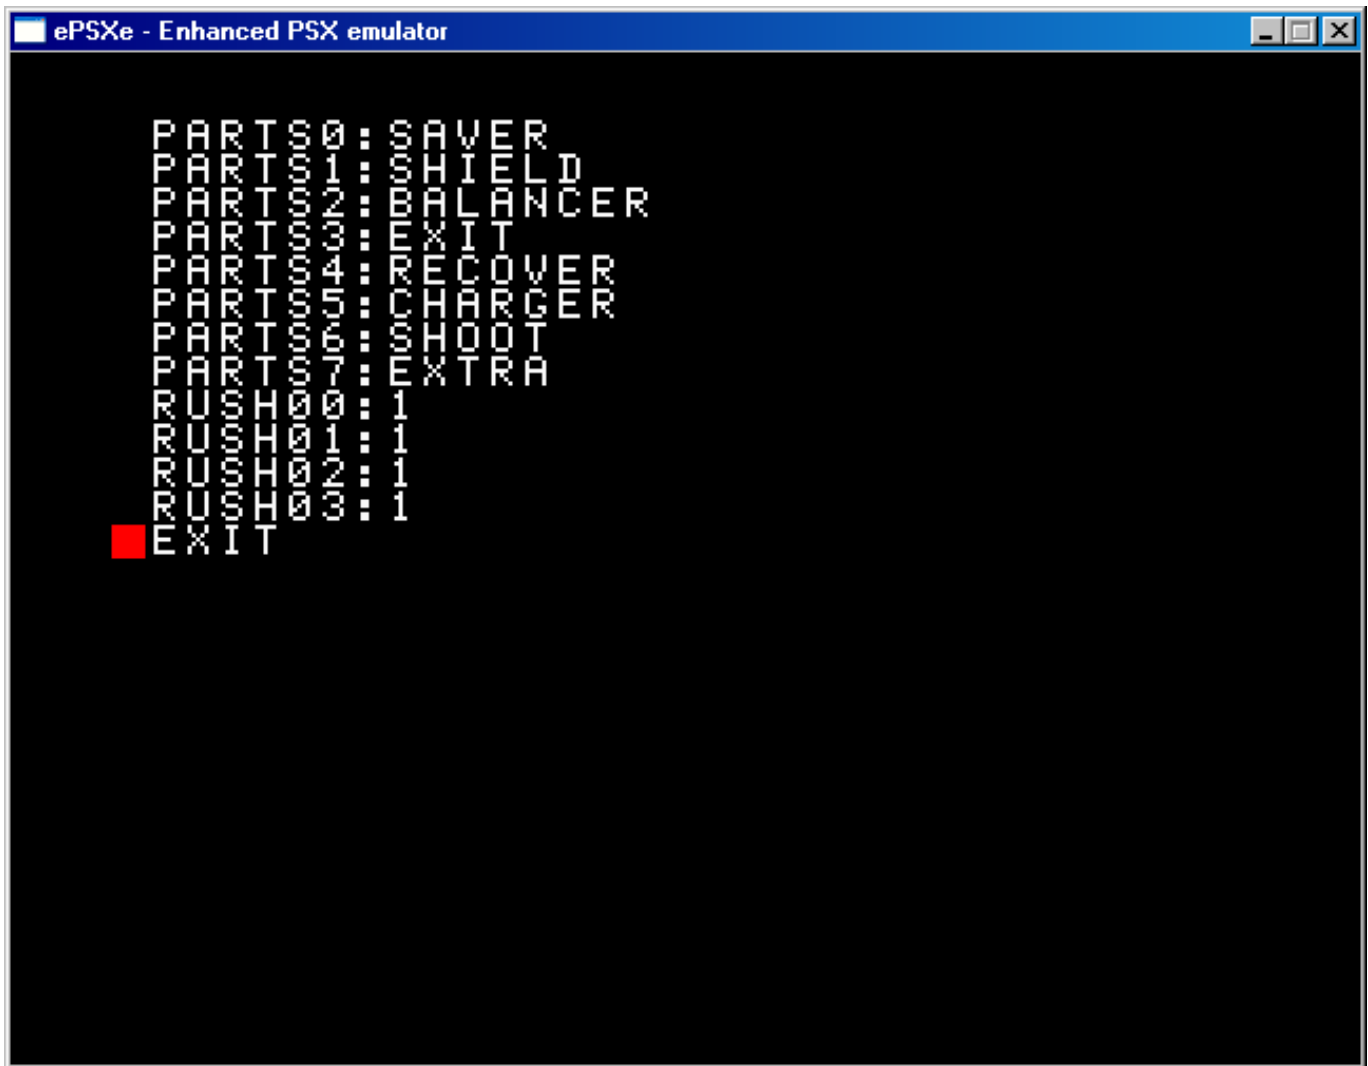 ePSXe - Enhanced PSX emulator
PARTS0:SAVER
PARTS1:SHIELD
PARTS2:BALANCER
PARTS3:EXIT
PARTS4:RECOVER
PARTS5:CHARGER
PARTS6:SHOOT
PARTS7:EXTRA
RUSH00:1
RUSH01:1
RUSH02:1
RUSH03:1
EXIT